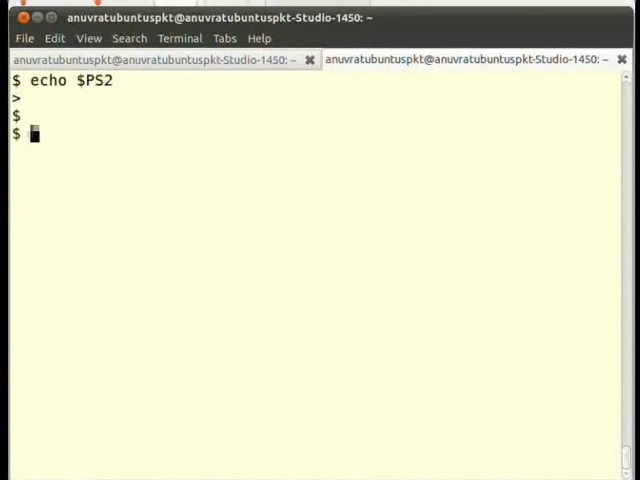 anuvratubuntuspkt@anuvratubuntuspkt-Studio-1450: ~
File Edit View Search Terminal Tabs Help
anuvratubuntuspkt@anuvratubuntuspkt-Studio-1450: ~ anuvratubuntuspkt@anuvratubuntuspkt-Studio-1450: ~
$ echo $PS2
>
$
$